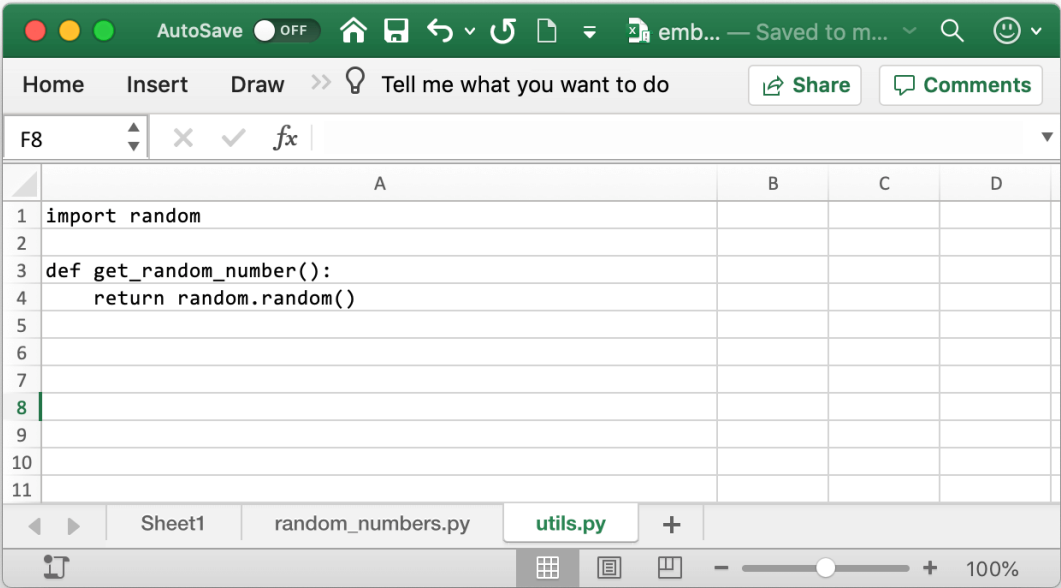 AutoSave OFF emb... — Saved to m...
Home Insert Draw >> Tell me what you want to do Share Comments
F8 fx
A B C D
1 import random
2
3 def get_random_number():
4     return random.random()
5
6
7
8
9
10
11
Sheet1 random_numbers.py utils.py +
− + 100%